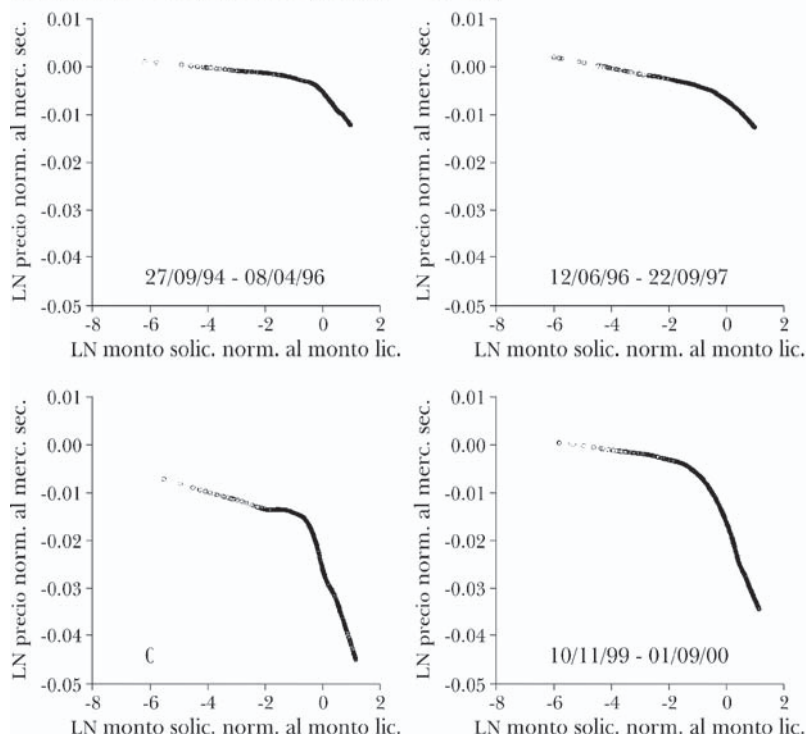 LN precio norm. al merc. sec.
0.01
0.00
-0.01
-0.02
-0.03
-0.04
-0.05
27/09/94 - 08/04/96
-8 -6 -4 -2 0 2
LN monto solic. norm. al monto lic.
LN precio norm. al merc. sec.
0.01
0.00
-0.01
-0.02
-0.03
-0.04
-0.05
12/06/96 - 22/09/97
-8 -6 -4 -2 0 2
LN monto solic. norm. al monto lic.
LN precio norm. al merc. sec.
0.01
0.00
-0.01
-0.02
-0.03
-0.04
-0.05
-8 -6 -4 -2 0 2
LN monto solic. norm. al monto lic.
LN precio norm. al merc. sec.
0.01
0.00
-0.01
-0.02
-0.03
-0.04
-0.05
10/11/99 - 01/09/00
-8 -6 -4 -2 0 2
LN monto solic. norm. al monto lic.